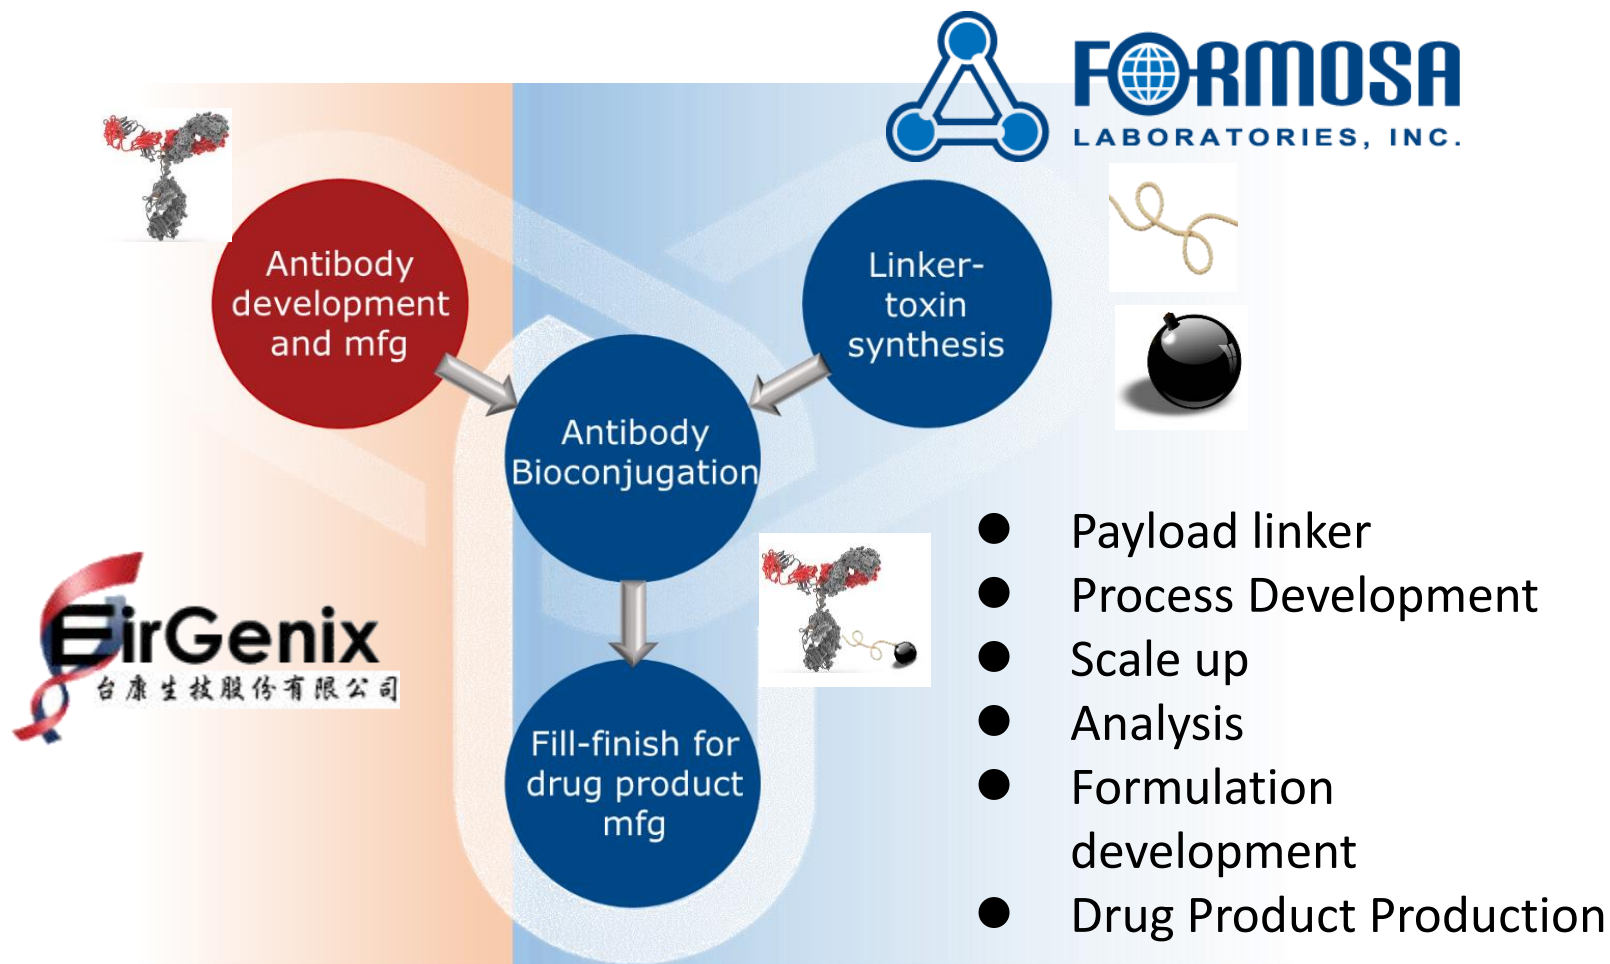 FORMOSA
LABORATORIES, INC.
Antibody
development
and mfg
Linker-
toxin
synthesis
Antibody
Bioconjugation
Fill-finish for
drug product
mfg
EirGenix
台康生技股份有限公司
● Payload linker
● Process Development
● Scale up
● Analysis
● Formulation
development
● Drug Product Production